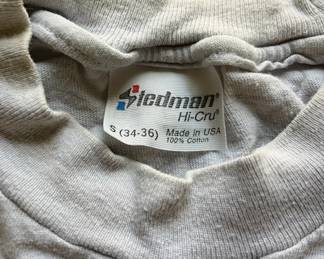 Stedman®
Hi-Cru®
S (34-36) Made in USA
100% Cotton